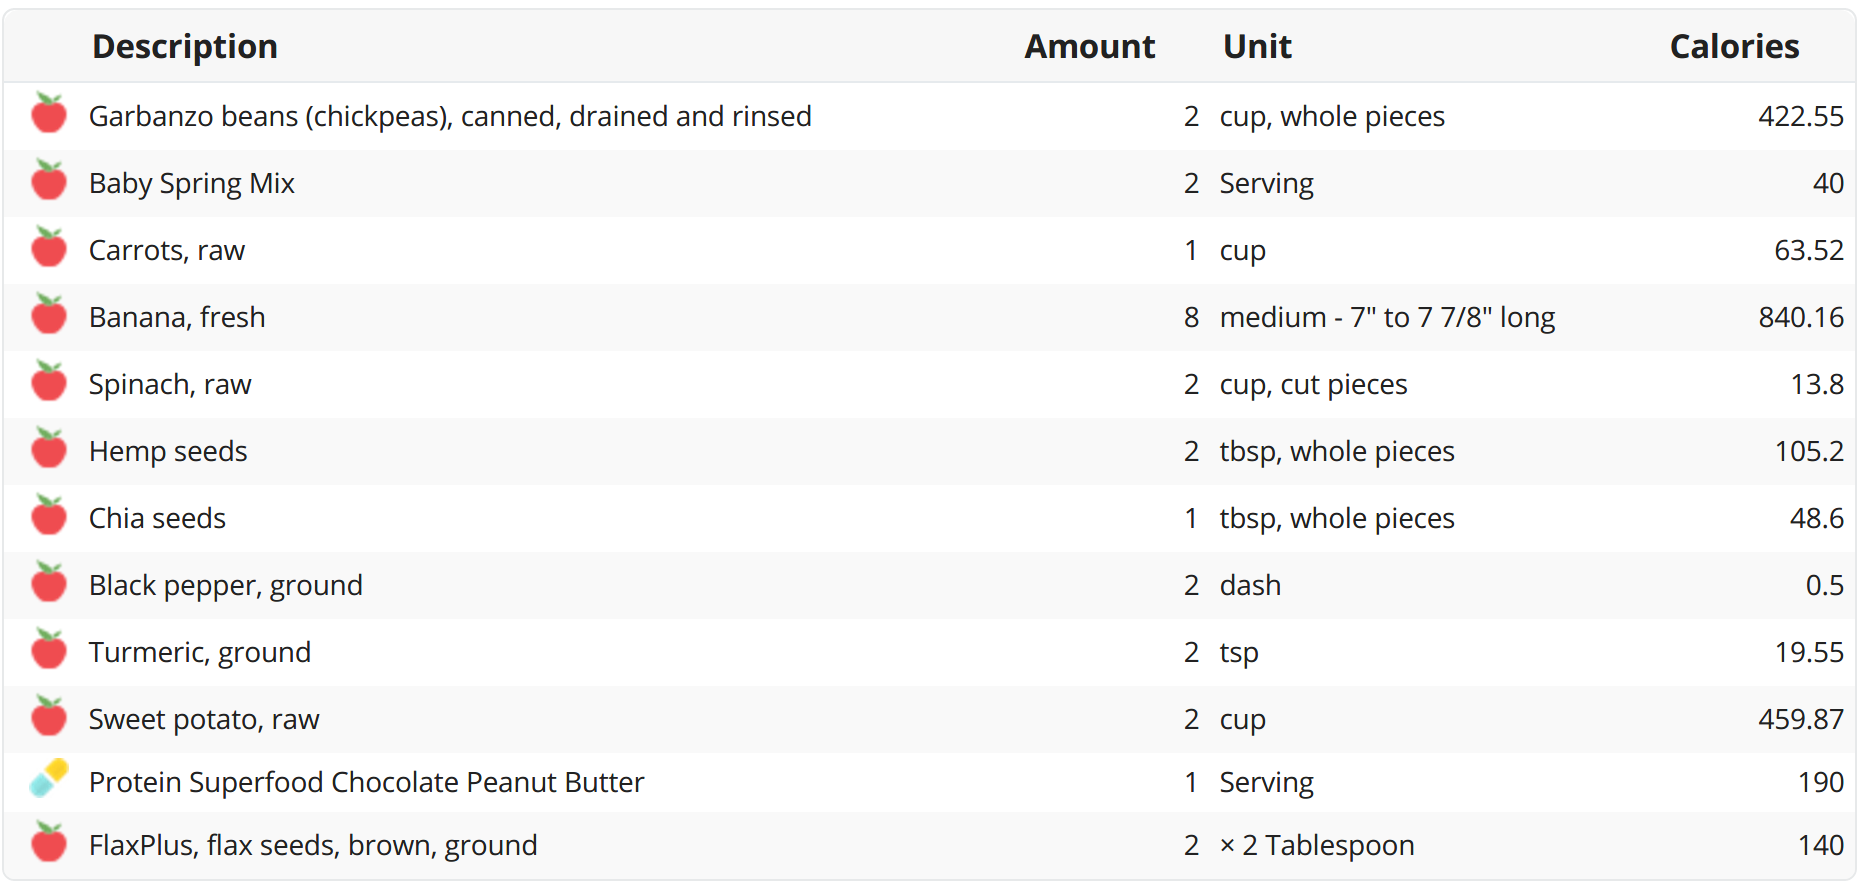 Description Amount Unit Calories
Garbanzo beans (chickpeas), canned, drained and rinsed 2 cup, whole pieces 422.55
Baby Spring Mix 2 Serving 40
Carrots, raw 1 cup 63.52
Banana, fresh 8 medium - 7" to 7 7/8" long 840.16
Spinach, raw 2 cup, cut pieces 13.8
Hemp seeds 2 tbsp, whole pieces 105.2
Chia seeds 1 tbsp, whole pieces 48.6
Black pepper, ground 2 dash 0.5
Turmeric, ground 2 tsp 19.55
Sweet potato, raw 2 cup 459.87
Protein Superfood Chocolate Peanut Butter 1 Serving 190
FlaxPlus, flax seeds, brown, ground 2 × 2 Tablespoon 140